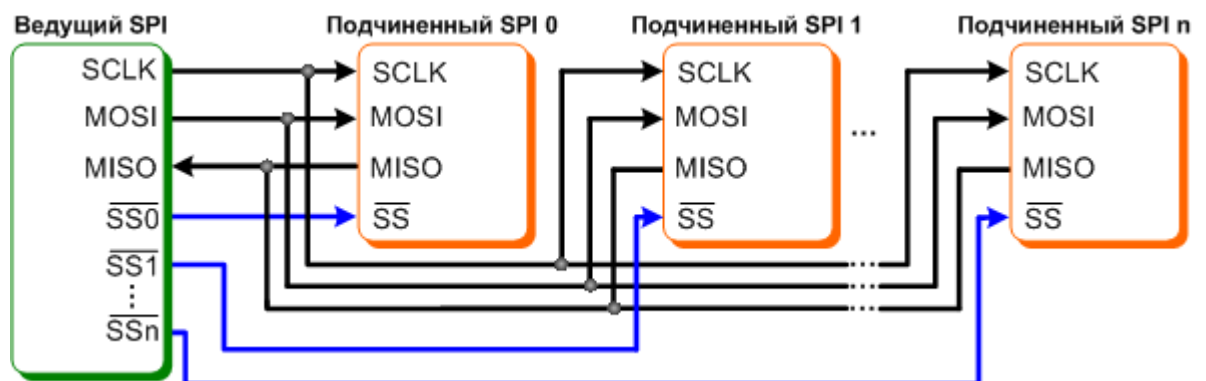 Ведущий SPI
SCLK
MOSI
MISO
SS0
SS1
⋮
SSn
Подчиненный SPI 0
SCLK
MOSI
MISO
SS
Подчиненный SPI 1
SCLK
MOSI
MISO
SS
...
Подчиненный SPI n
SCLK
MOSI
MISO
SS